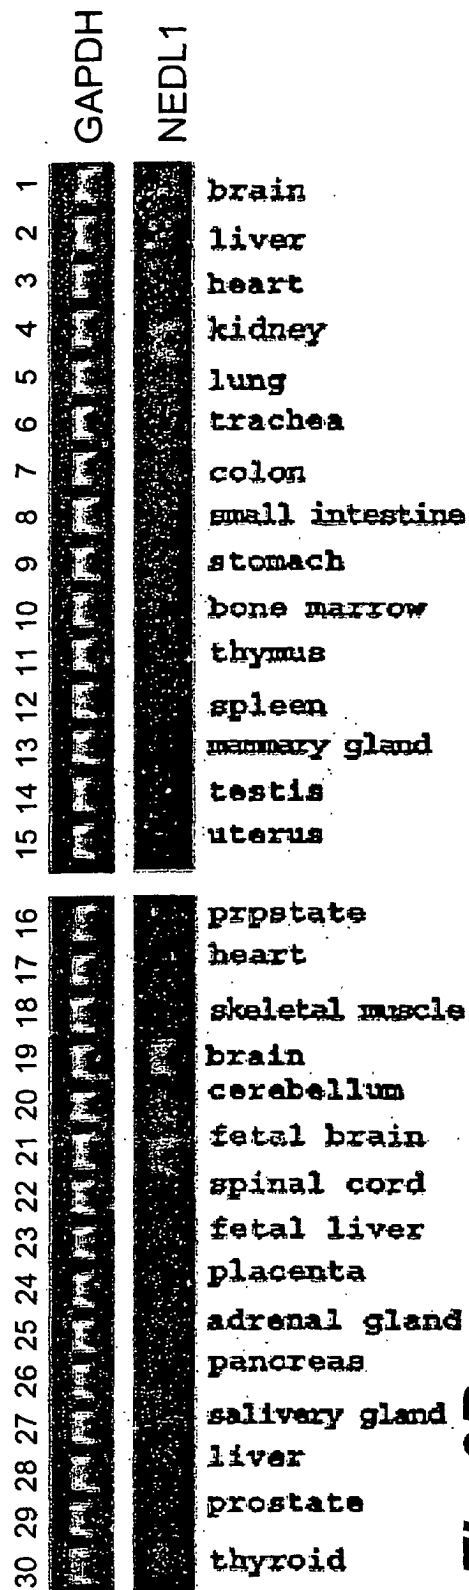 GAPDH
NEDL1
1 brain
2 liver
3 heart
4 kidney
5 lung
6 trachea
7 colon
8 small intestine
9 stomach
10 bone marrow
11 thymus
12 spleen
13 mammary gland
14 testis
15 uterus
16 prpstate
17 heart
18 skeletal muscle
19 brain
20 cerebellum
21 fetal brain
22 spinal cord
23 fetal liver
24 placenta
25 adrenal gland
26 pancreas
27 salivery gland
28 liver
29 prostate
30 thyroid